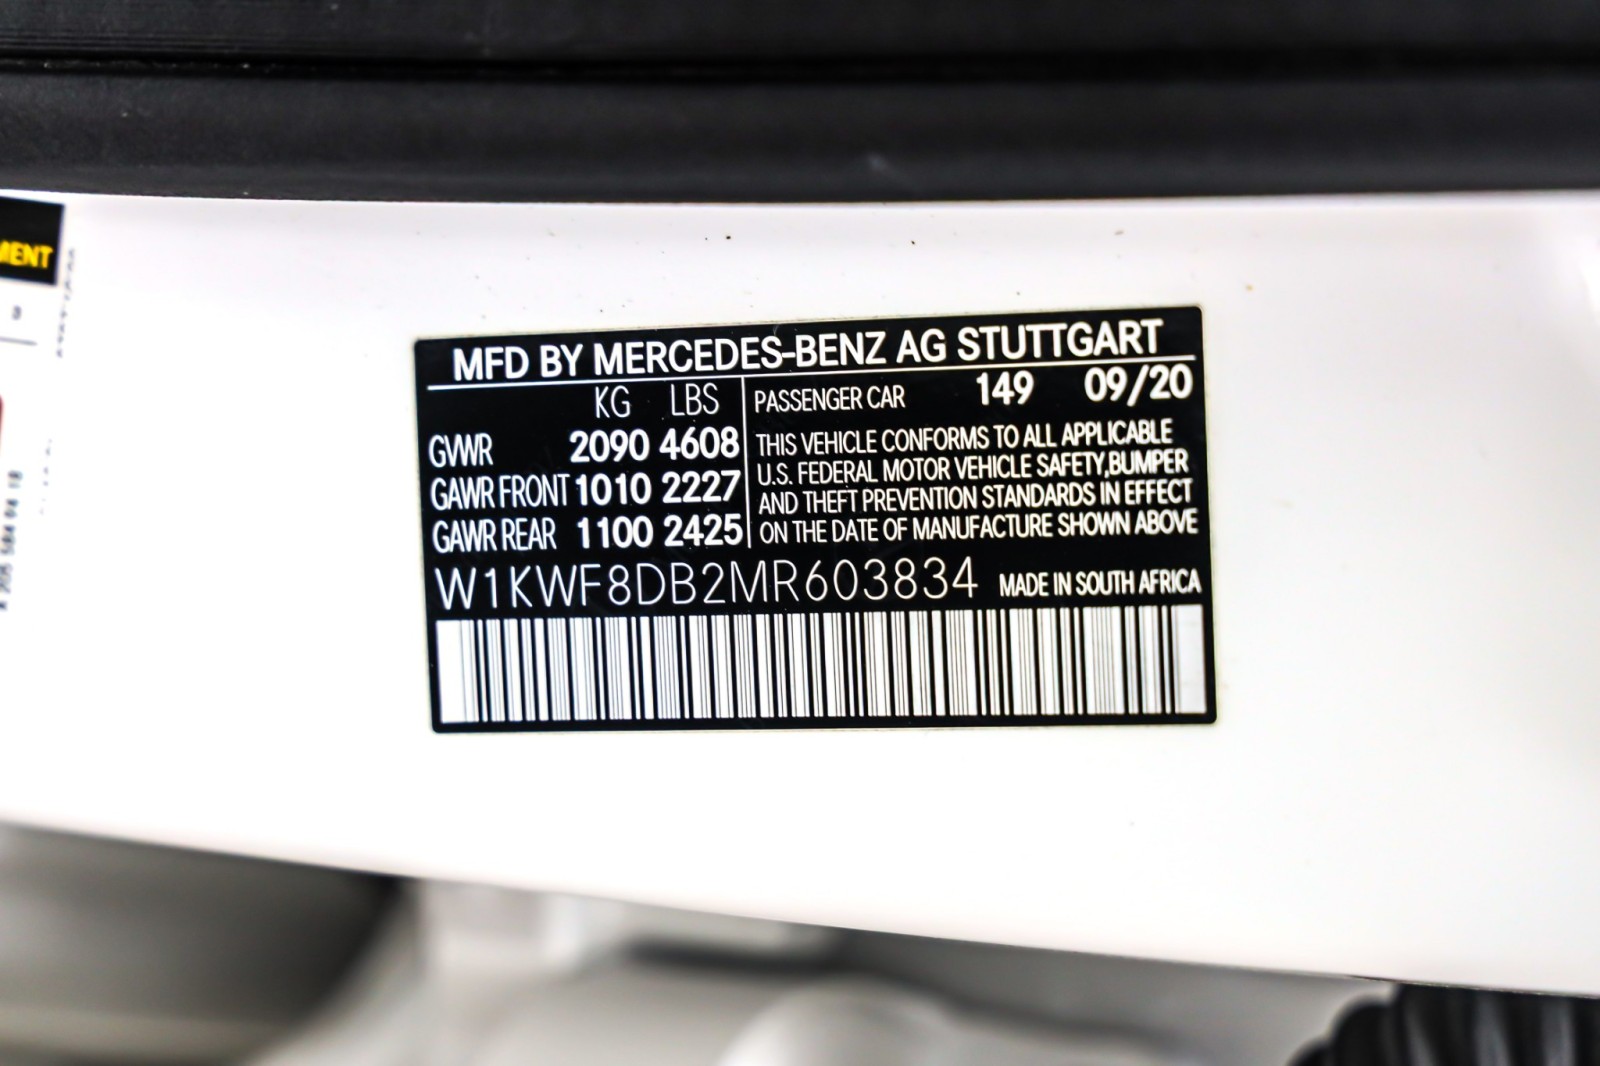 MENT
MFD BY MERCEDES-BENZ AG STUTTGART
KG LBS
GVWR 2090 4608
GAWR FRONT 1010 2227
GAWR REAR 1100 2425
PASSENGER CAR 149 09/20
THIS VEHICLE CONFORMS TO ALL APPLICABLE
U.S. FEDERAL MOTOR VEHICLE SAFETY,BUMPER
AND THEFT PREVENTION STANDARDS IN EFFECT
ON THE DATE OF MANUFACTURE SHOWN ABOVE
W1KWF8DB2MR603834 MADE IN SOUTH AFRICA